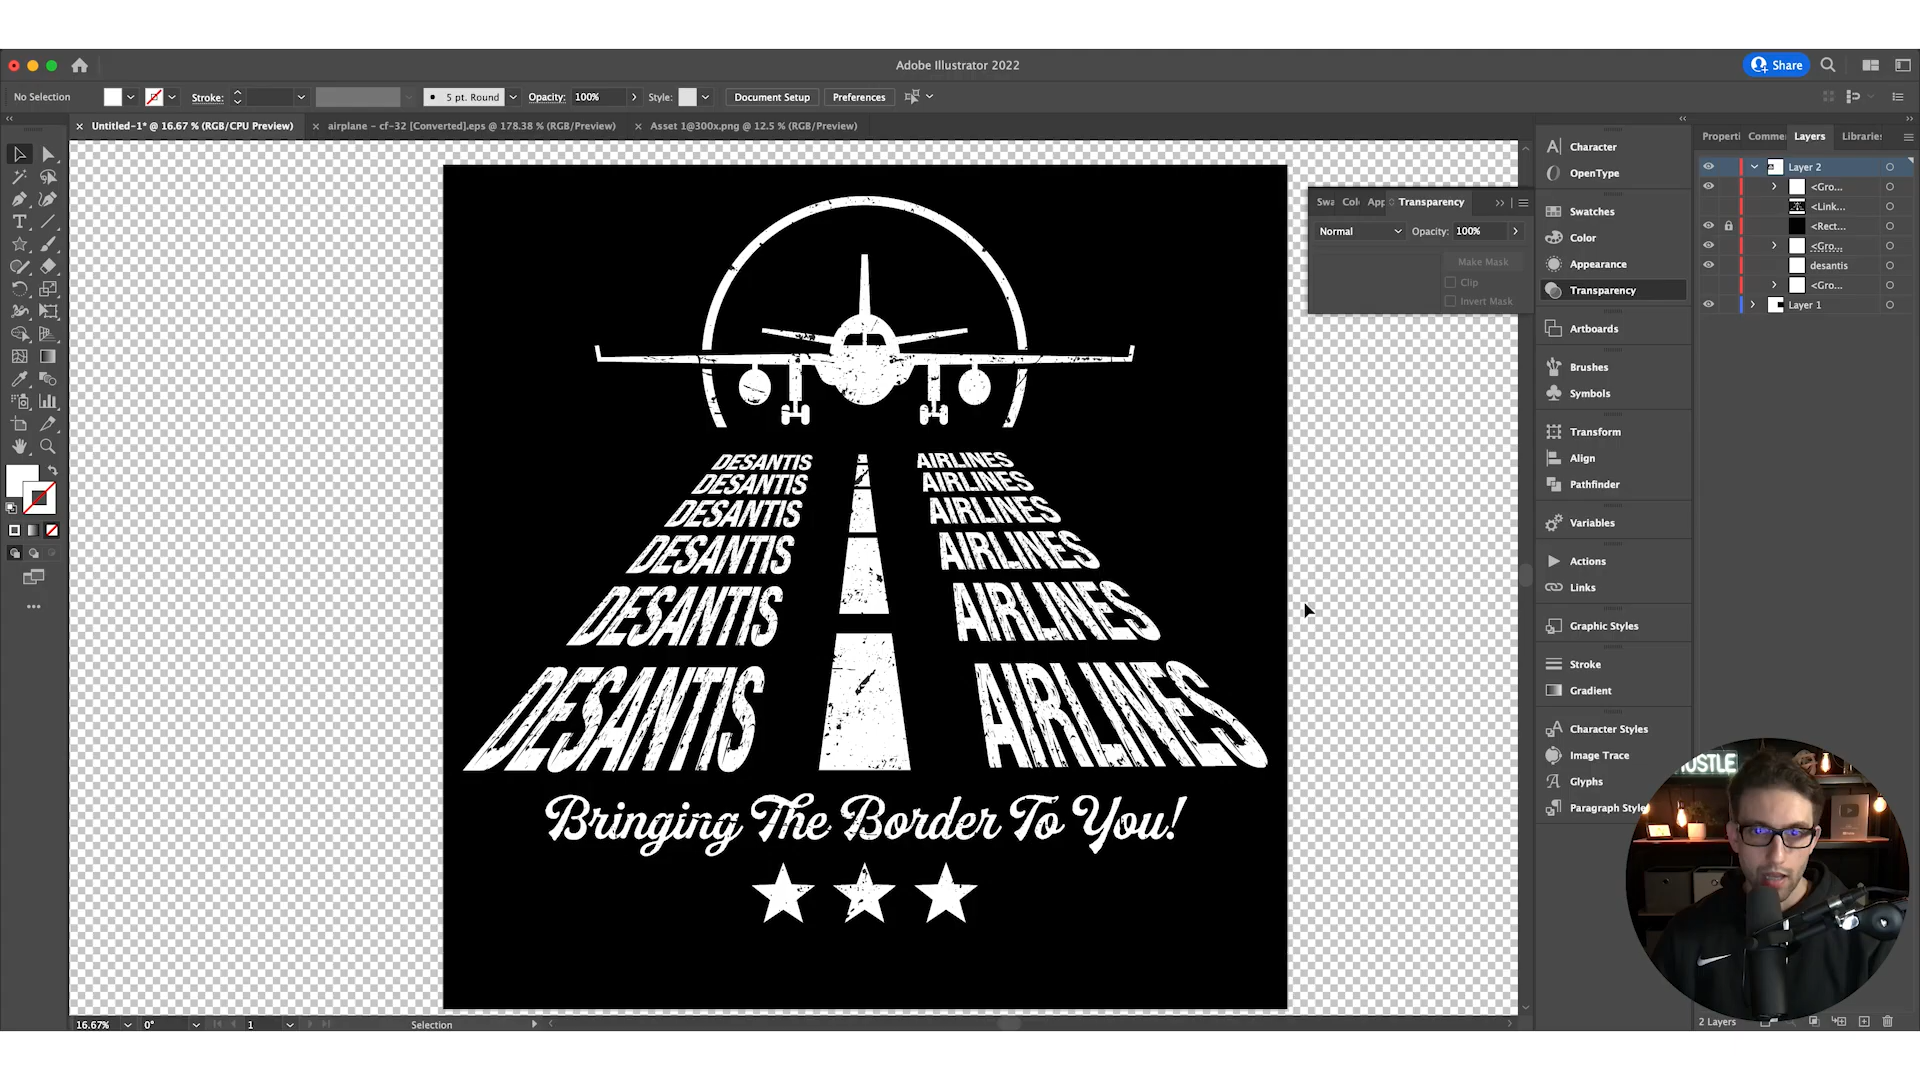 Adobe Illustrator 2022
Share
No Selection
Stroke:
5 pt. Round
Opacity: 100%
Style:
Document Setup
Preferences
Untitled-1* @ 16.67 % (RGB/CPU Preview)
airplane - cf-32 [Converted].eps @ 178.38 % (RGB/Preview)
Asset 1@300x.png @ 12.5 % (RGB/Preview)
DESANTIS AIRLINES
DESANTIS AIRLINES
DESANTIS AIRLINES
DESANTIS AIRLINES
DESANTIS AIRLINES
DESANTIS AIRLINES
Bringing The Border To You!
Swa Col App Transparency
Normal Opacity: 100%
Make Mask
Clip
Invert Mask
Character
OpenType
Swatches
Color
Appearance
Transparency
Artboards
Brushes
Symbols
Transform
Align
Pathfinder
Variables
Actions
Links
Graphic Styles
Stroke
Gradient
Character Styles
Image Trace
Glyphs
Paragraph Style
Properti Comme Layers Libraries
Layer 2
<Gro...
<Link...
<Rect...
<Gro...
desantis
<Gro...
Layer 1
2 Layers
16.67% 0° 1 Selection